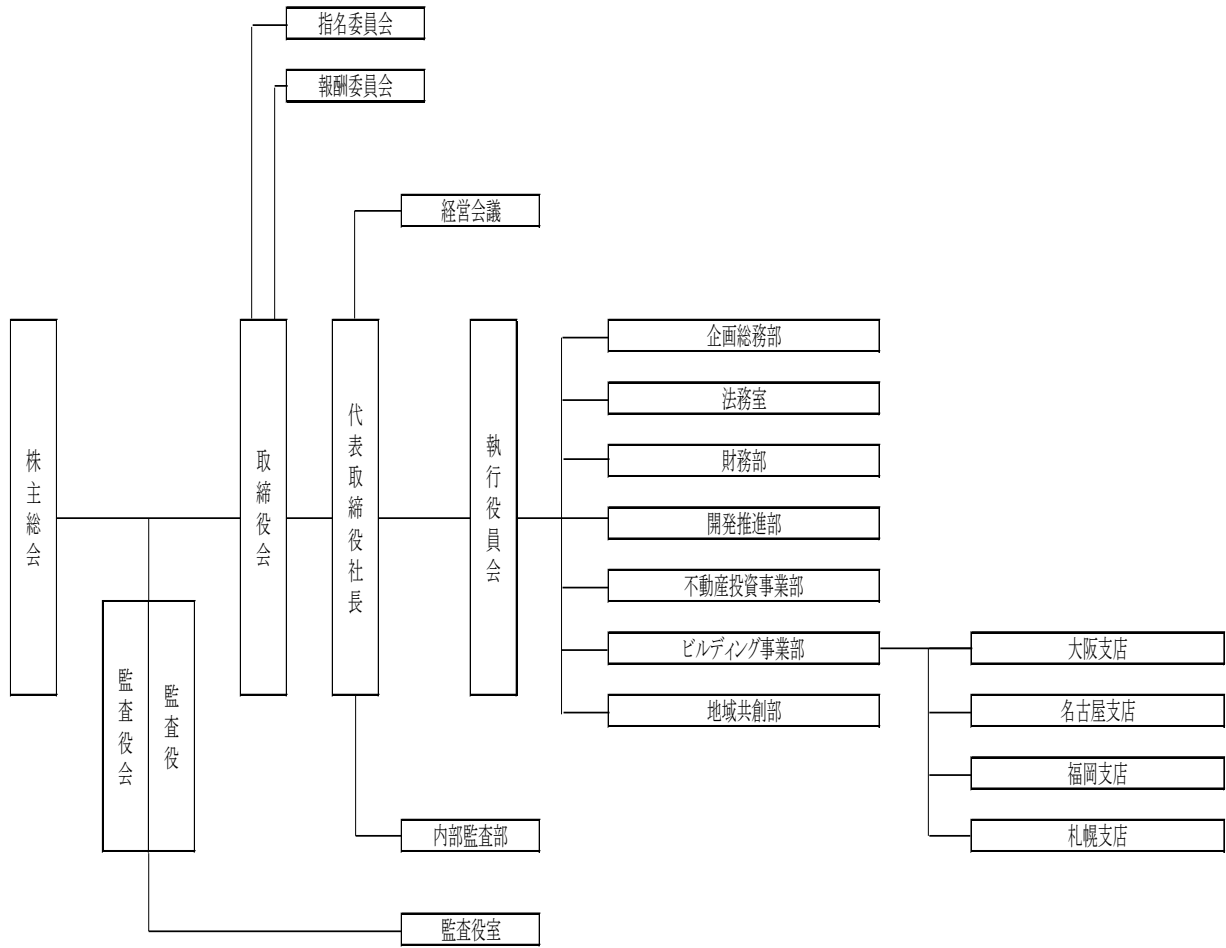 指名委員会
報酬委員会
経営会議
株主総会
監査役会
監査役
取締役会
代表取締役社長
執行役員会
企画総務部
法務室
財務部
開発推進部
不動産投資事業部
ビルディング事業部
地域共創部
大阪支店
名古屋支店
福岡支店
札幌支店
内部監査部
監査役室